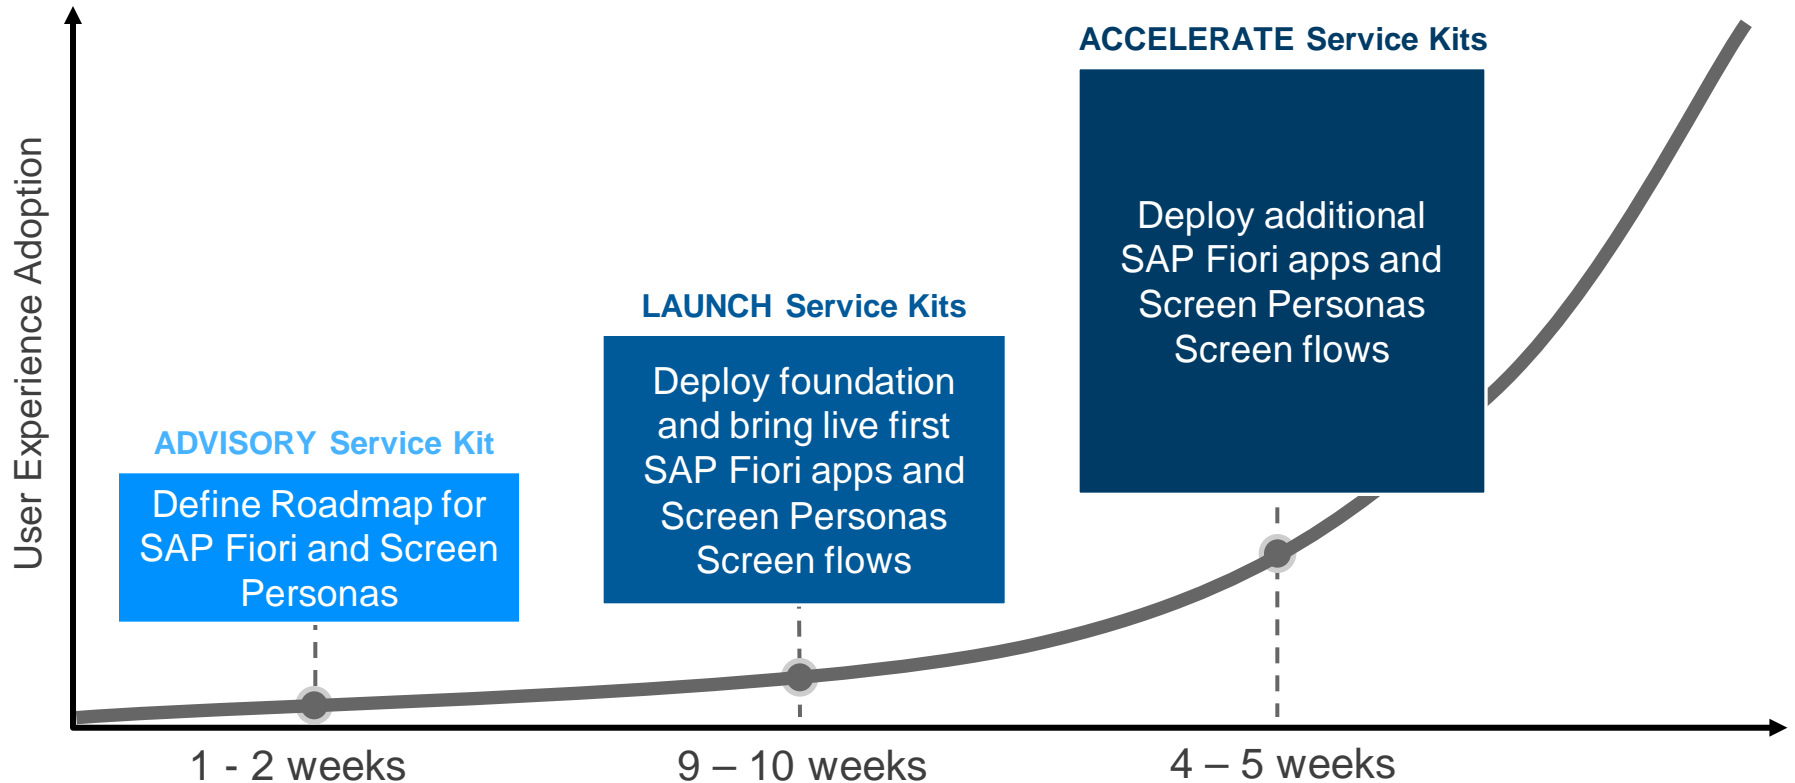 User Experience Adoption
ADVISORY Service Kit
Define Roadmap for
SAP Fiori and Screen
Personas
LAUNCH Service Kits
Deploy foundation
and bring live first
SAP Fiori apps and
Screen Personas
Screen flows
ACCELERATE Service Kits
Deploy additional
SAP Fiori apps and
Screen Personas
Screen flows
1 - 2 weeks
9 – 10 weeks
4 – 5 weeks